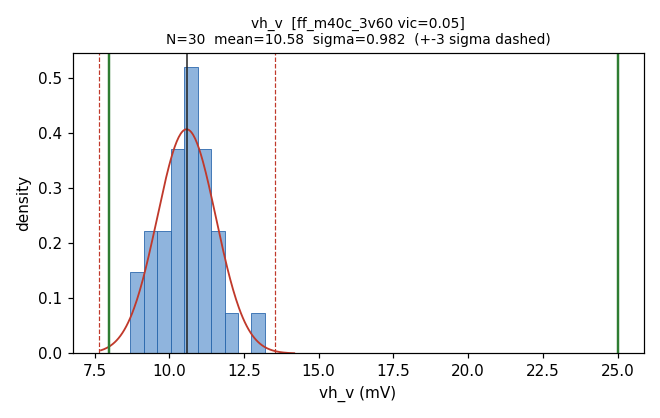 vh_v  [ff_m40c_3v60 vic=0.05]
N=30  mean=10.58  sigma=0.982  (+-3 sigma dashed)
0.5
0.4
0.3
0.2
0.1
0.0
density
7.5 10.0 12.5 15.0 17.5 20.0 22.5 25.0
vh_v (mV)